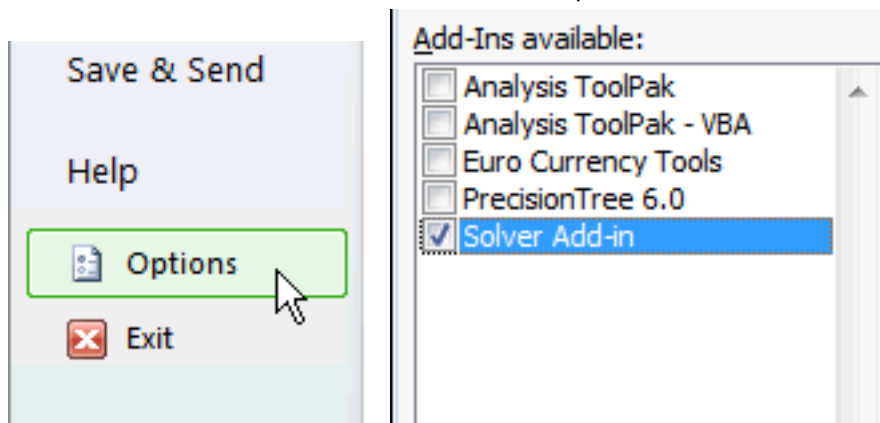 Save & Send
Help
Options
Exit
Add-Ins available:
Analysis ToolPak
Analysis ToolPak - VBA
Euro Currency Tools
PrecisionTree 6.0
Solver Add-in